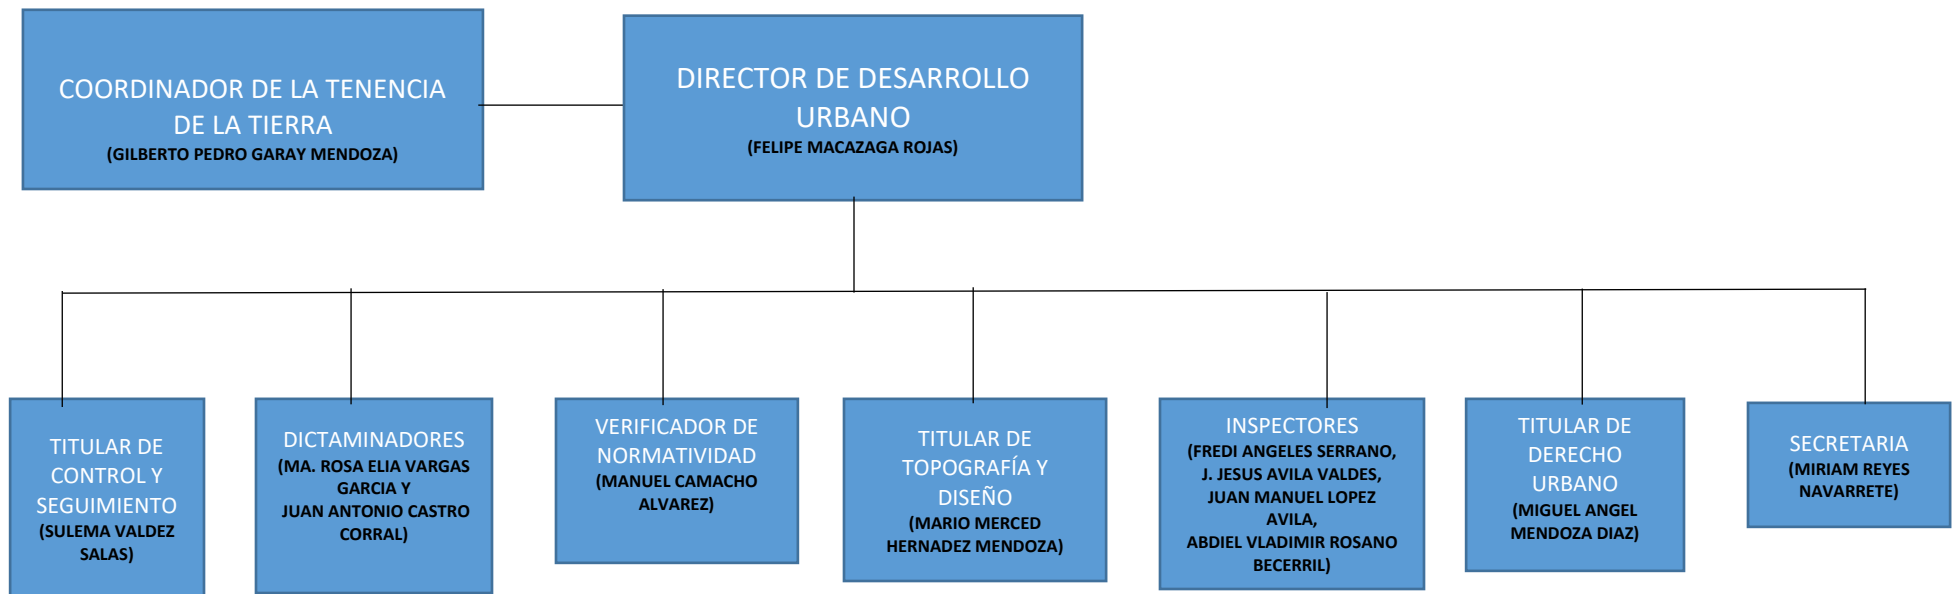 COORDINADOR DE LA TENENCIA
DE LA TIERRA
(GILBERTO PEDRO GARAY MENDOZA)
DIRECTOR DE DESARROLLO
URBANO
(FELIPE MACAZAGA ROJAS)
TITULAR DE
CONTROL Y
SEGUIMIENTO
(SULEMA VALDEZ
SALAS)
DICTAMINADORES
(MA. ROSA ELIA VARGAS
GARCIA Y
JUAN ANTONIO CASTRO
CORRAL)
VERIFICADOR DE
NORMATIVIDAD
(MANUEL CAMACHO
ALVAREZ)
TITULAR DE
TOPOGRAFÍA Y
DISEÑO
(MARIO MERCED
HERNADEZ MENDOZA)
INSPECTORES
(FREDI ANGELES SERRANO,
J. JESUS AVILA VALDES,
JUAN MANUEL LOPEZ
AVILA,
ABDIEL VLADIMIR ROSANO
BECERRIL)
TITULAR DE
DERECHO
URBANO
(MIGUEL ANGEL
MENDOZA DIAZ)
SECRETARIA
(MIRIAM REYES
NAVARRETE)